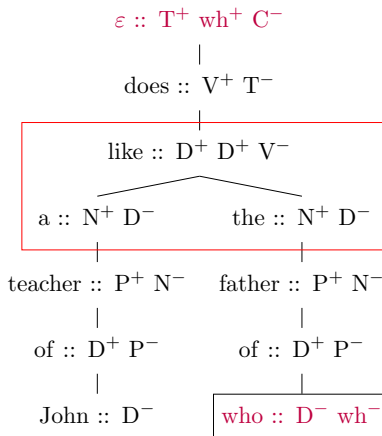 ε :: T⁺ wh⁺ C⁻
does :: V⁺ T⁻
like :: D⁺ D⁺ V⁻
a :: N⁺ D⁻ the :: N⁺ D⁻
teacher :: P⁺ N⁻ father :: P⁺ N⁻
of :: D⁺ P⁻ of :: D⁺ P⁻
John :: D⁻ who :: D⁻ wh⁻